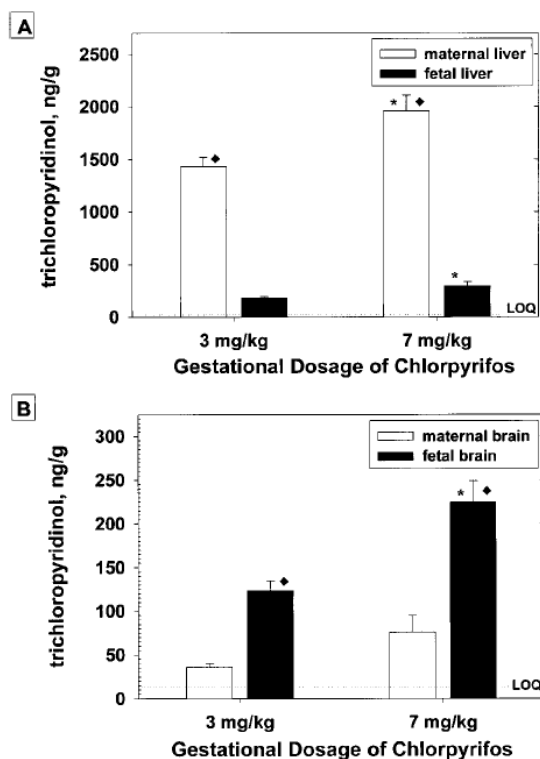 A
trichloropyridinol, ng/g
2500
2000
1500
1000
500
0
maternal liver
fetal liver
♦
* ♦
*
LOQ
3 mg/kg 7 mg/kg
Gestational Dosage of Chlorpyrifos
B
trichloropyridinol, ng/g
300
250
200
150
100
50
0
maternal brain
fetal brain
♦
* ♦
LOQ
3 mg/kg 7 mg/kg
Gestational Dosage of Chlorpyrifos